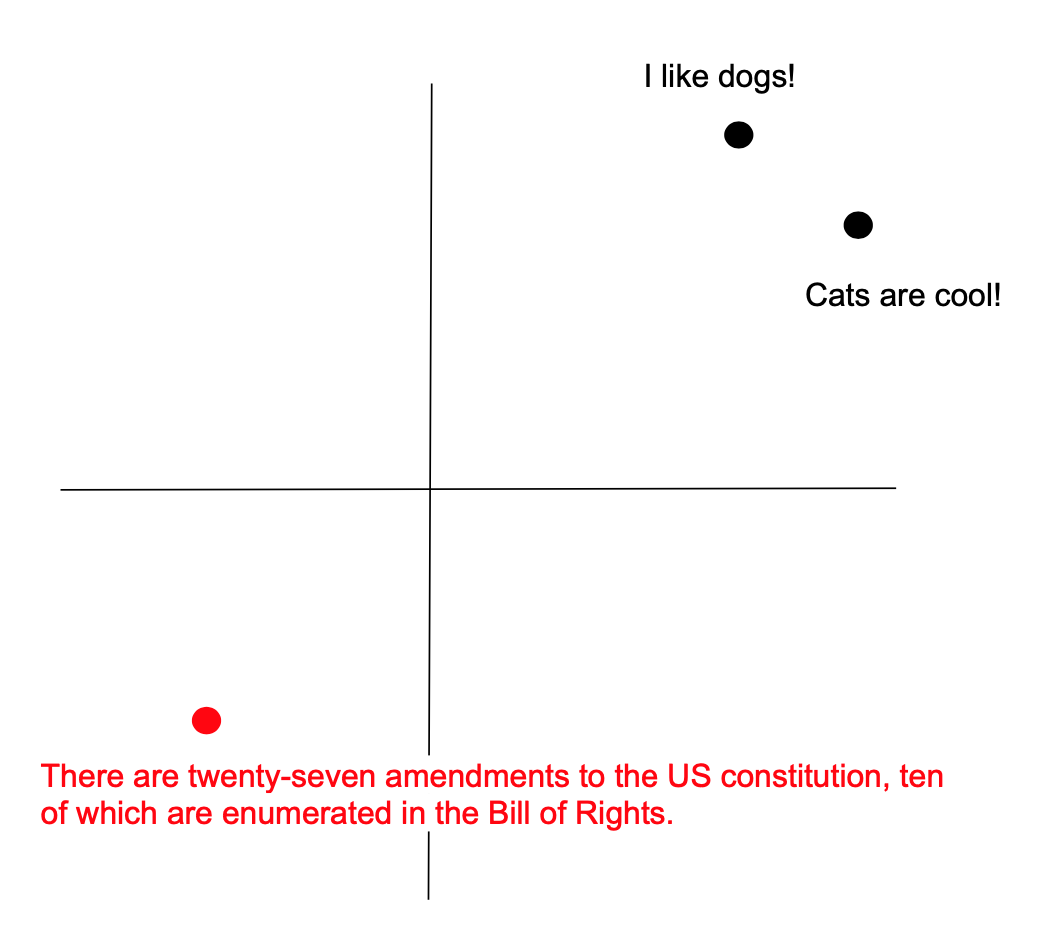 I like dogs!
Cats are cool!
There are twenty-seven amendments to the US constitution, ten
of which are enumerated in the Bill of Rights.